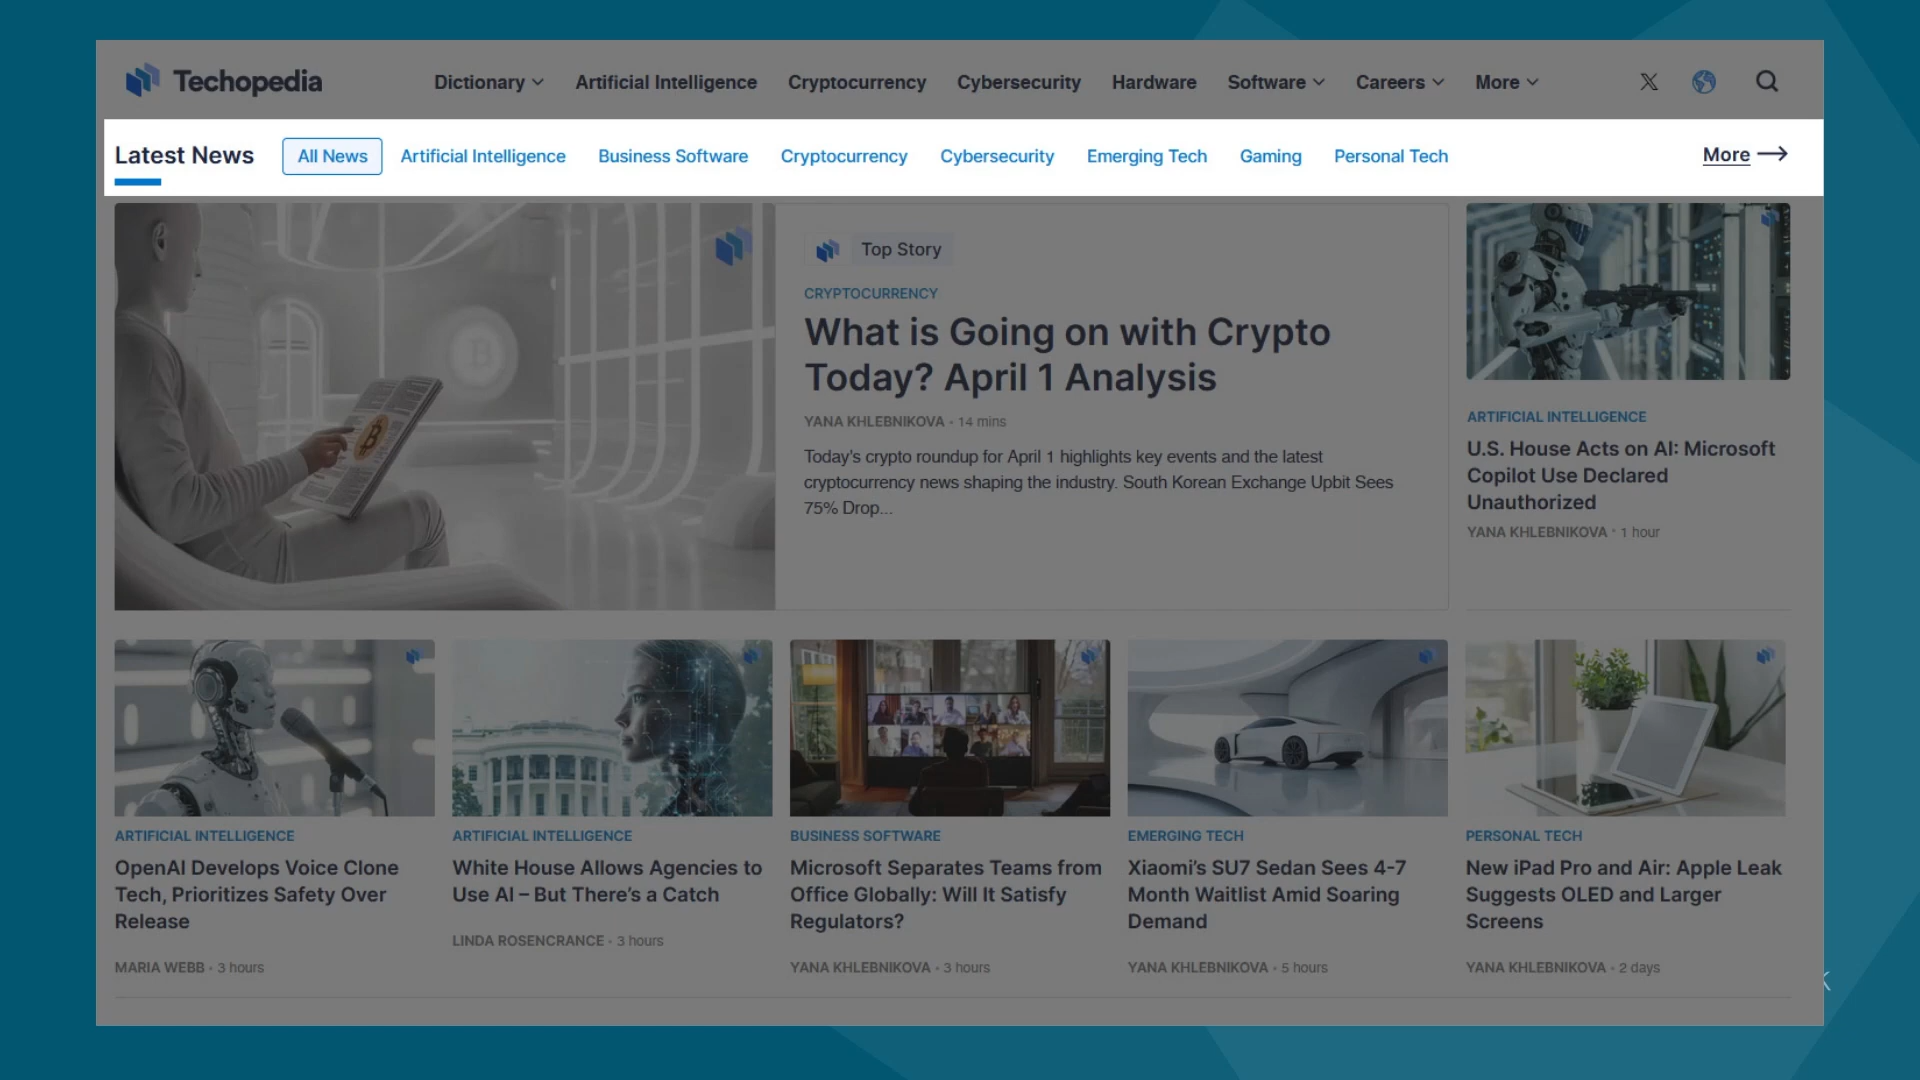 Techopedia
Dictionary Artificial Intelligence Cryptocurrency Cybersecurity Hardware Software Careers More
Latest News All News Artificial Intelligence Business Software Cryptocurrency Cybersecurity Emerging Tech Gaming Personal Tech More
Top Story
CRYPTOCURRENCY
What is Going on with Crypto
Today? April 1 Analysis
YANA KHLEBNIKOVA • 14 mins
Today's crypto roundup for April 1 highlights key events and the latest
cryptocurrency news shaping the industry. South Korean Exchange Upbit Sees
75% Drop...
ARTIFICIAL INTELLIGENCE
U.S. House Acts on AI: Microsoft
Copilot Use Declared
Unauthorized
YANA KHLEBNIKOVA • 1 hour
ARTIFICIAL INTELLIGENCE
OpenAI Develops Voice Clone
Tech, Prioritizes Safety Over
Release
MARIA WEBB • 3 hours
ARTIFICIAL INTELLIGENCE
White House Allows Agencies to
Use AI – But There's a Catch
LINDA ROSENCRANCE • 3 hours
BUSINESS SOFTWARE
Microsoft Separates Teams from
Office Globally: Will It Satisfy
Regulators?
YANA KHLEBNIKOVA • 3 hours
EMERGING TECH
Xiaomi's SU7 Sedan Sees 4-7
Month Waitlist Amid Soaring
Demand
YANA KHLEBNIKOVA • 5 hours
PERSONAL TECH
New iPad Pro and Air: Apple Leak
Suggests OLED and Larger
Screens
YANA KHLEBNIKOVA • 2 days